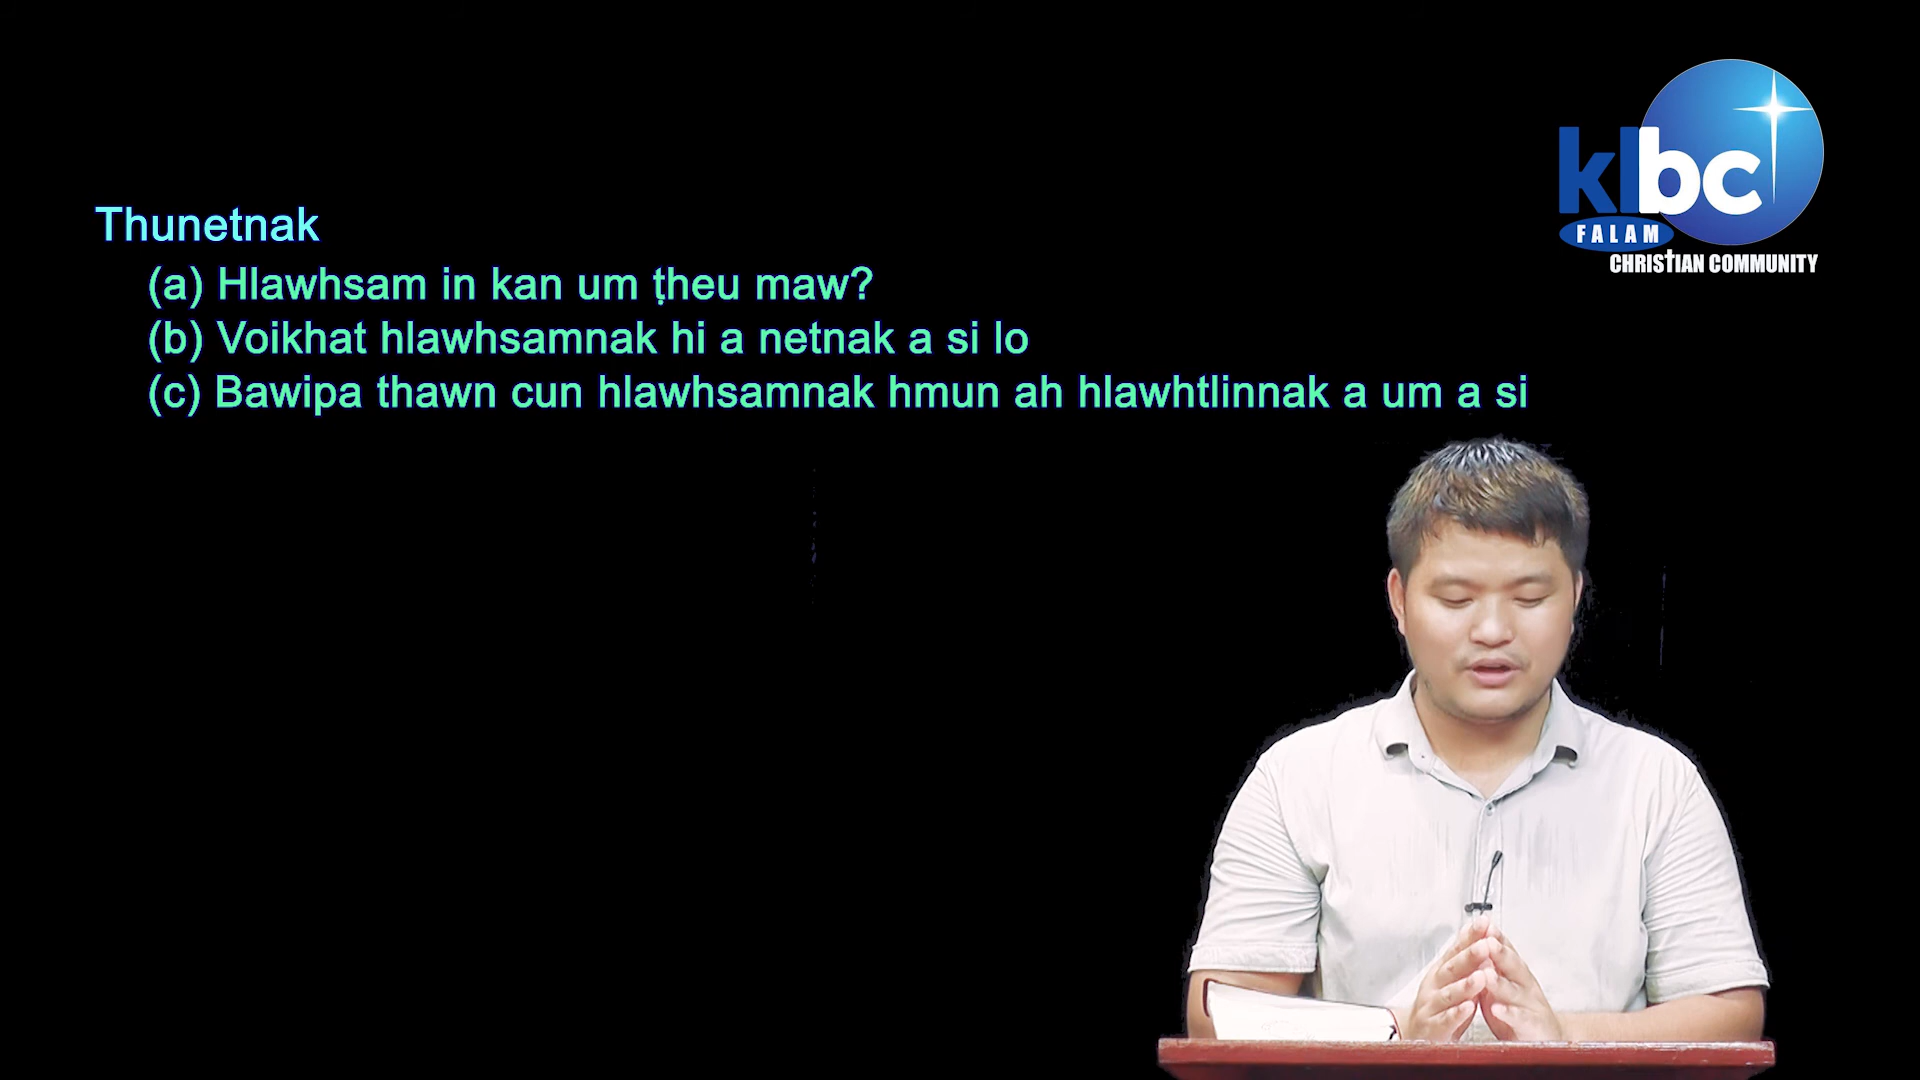 Thunetnak
(a) Hlawhsam in kan um ṭheu maw?
(b) Voikhat hlawhsamnak hi a netnak a si lo
(c) Bawipa thawn cun hlawhsamnak hmun ah hlawhtlinnak a um a si
klbc
FALAM
CHRISTIAN COMMUNITY